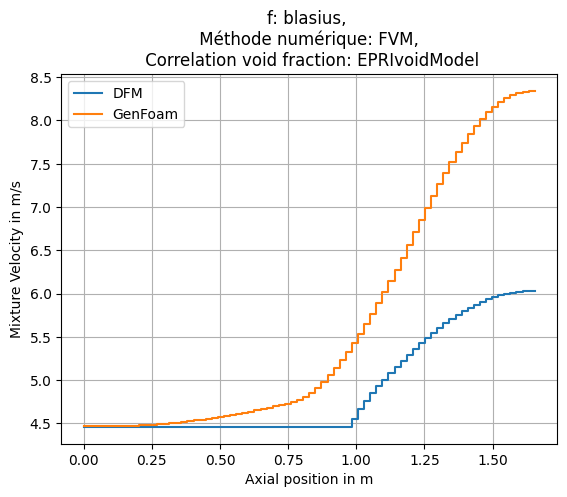 f: blasius,
Méthode numérique: FVM,
Correlation void fraction: EPRIvoidModel
DFM
GenFoam
8.5
8.0
7.5
7.0
6.5
6.0
5.5
5.0
4.5
Mixture Velocity in m/s
0.00 0.25 0.50 0.75 1.00 1.25 1.50
Axial position in m